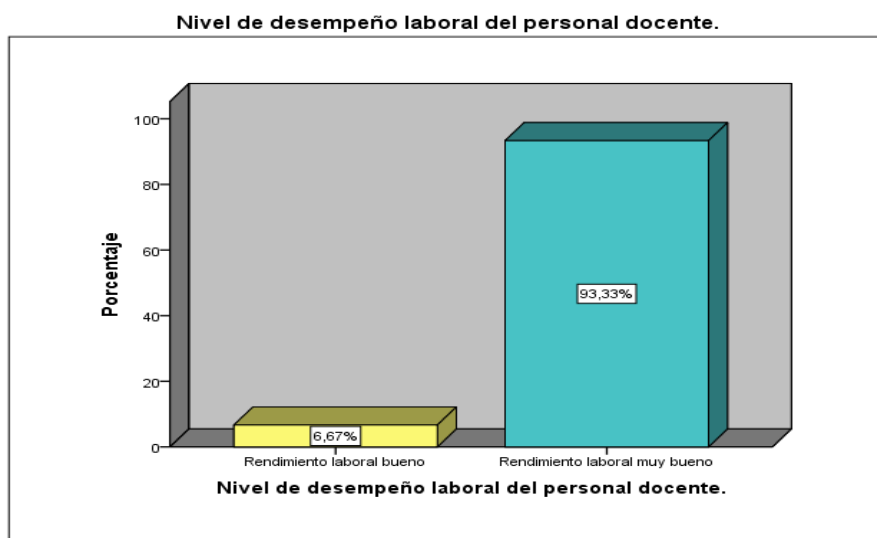 Nivel de desempeño laboral del personal docente.
100
80
60
40
20
0
Porcentaje
93,33%
6,67%
Rendimiento laboral bueno
Rendimiento laboral muy bueno
Nivel de desempeño laboral del personal docente.